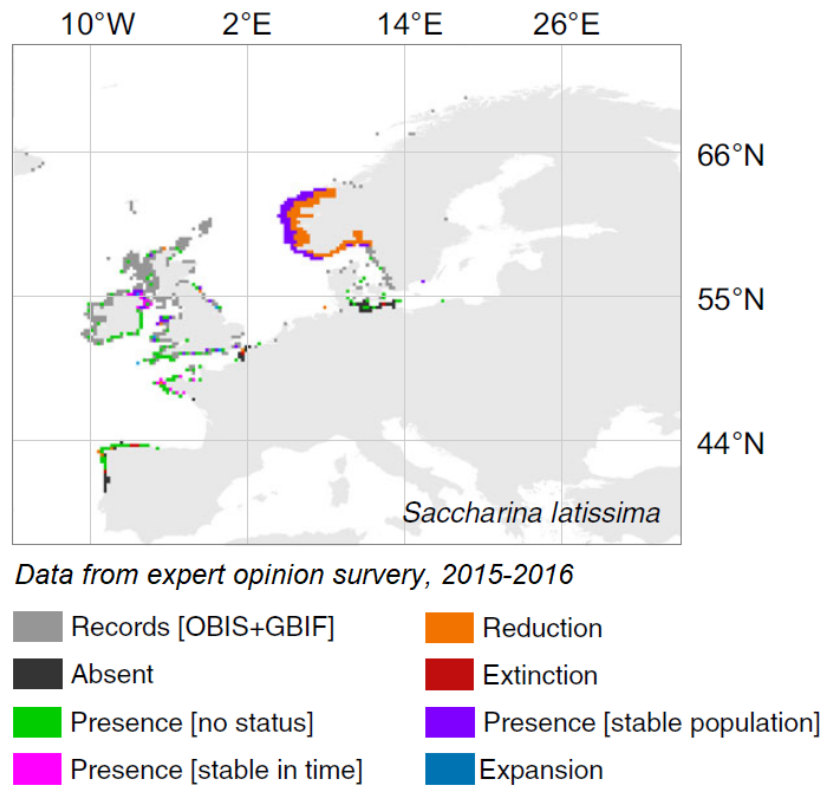 10°W 2°E 14°E 26°E
66°N
55°N
44°N
Saccharina latissima
Data from expert opinion survery, 2015-2016
Records [OBIS+GBIF] Reduction
Absent Extinction
Presence [no status] Presence [stable population]
Presence [stable in time] Expansion